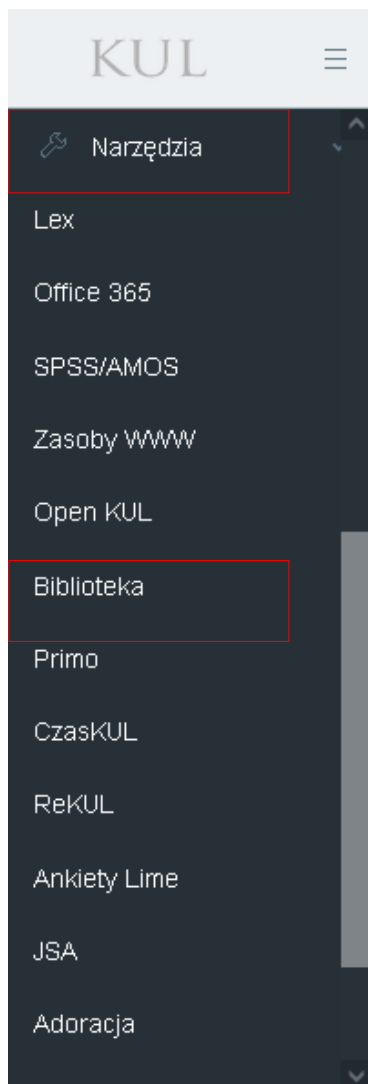 KUL
Narzędzia
Lex
Office 365
SPSS/AMOS
Zasoby WWW
Open KUL
Biblioteka
Primo
CzasKUL
ReKUL
Ankiety Lime
JSA
Adoracja